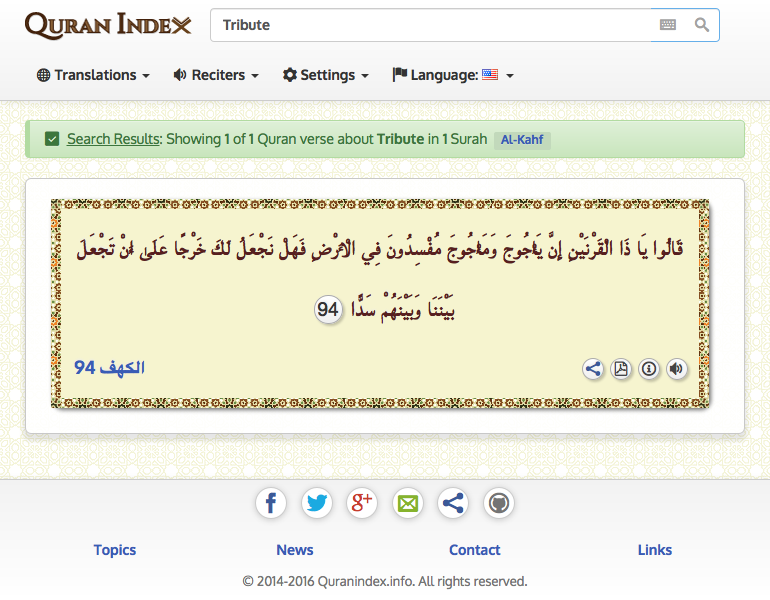 QURAN INDEX
Tribute
Translations
Reciters
Settings
Language:
Search Results: Showing 1 of 1 Quran verse about Tribute in 1 Surah Al-Kahf
قَالُوا يَا ذَا الْقَرْنَيْنِ إِنَّ يَأْجُوجَ وَمَأْجُوجَ مُفْسِدُونَ فِي الْأَرْضِ فَهَلْ نَجْعَلُ لَكَ خَرْجًا عَلَىٰ أَنْ تَجْعَلَ
بَيْنَنَا وَبَيْنَهُمْ سَدًّا 94
الكهف 94
Topics
News
Contact
Links
© 2014-2016 Quranindex.info. All rights reserved.